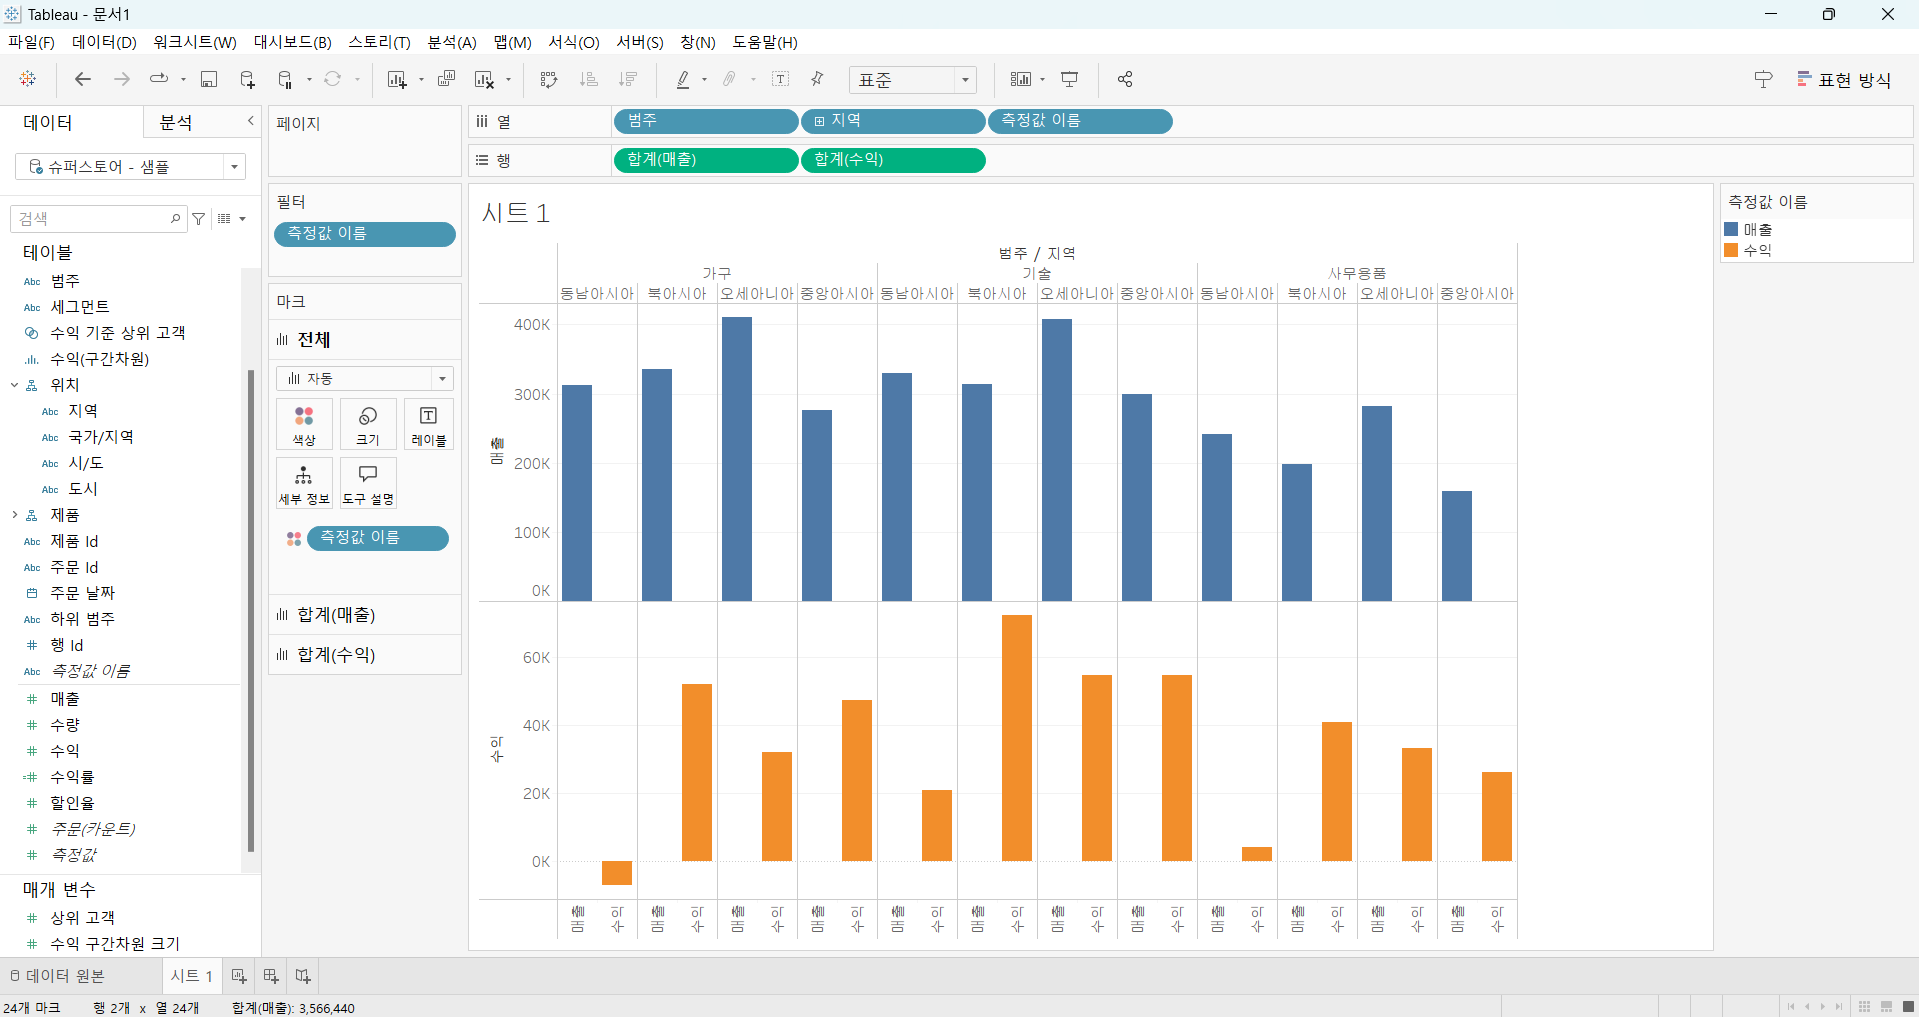 Tableau - 문서1
파일(F) 데이터(D) 워크시트(W) 대시보드(B) 스토리(T) 분석(A) 맵(M) 서식(O) 서버(S) 창(N) 도움말(H)
표준
표현 방식
데이터
분석
슈퍼스토어 - 샘플
검색
테이블
Abc 범주
Abc 세그먼트
수익 기준 상위 고객
수익(구간차원)
위치
Abc 지역
Abc 국가/지역
Abc 시/도
Abc 도시
제품
Abc 제품 Id
Abc 주문 Id
주문 날짜
Abc 하위 범주
# 행 Id
Abc 측정값 이름
# 매출
# 수량
# 수익
=# 수익률
# 할인율
# 주문(카운트)
# 측정값
매개 변수
# 상위 고객
# 수익 구간차원 크기
페이지
필터
측정값 이름
마크
전체
자동
색상 크기 레이블
세부 정보 도구 설명
측정값 이름
합계(매출)
합계(수익)
열 범주 지역 측정값 이름
행 합계(매출) 합계(수익)
시트 1
범주 / 지역
가구 기술 사무용품
동남아시아 북아시아 오세아니아 중앙아시아 동남아시아 북아시아 오세아니아 중앙아시아 동남아시아 북아시아 오세아니아 중앙아시아
매출
400K
300K
200K
100K
0K
수익
60K
40K
20K
0K
매출 수익 매출 수익 매출 수익 매출 수익 매출 수익 매출 수익 매출 수익 매출 수익 매출 수익 매출 수익 매출 수익 매출 수익
측정값 이름
매출
수익
데이터 원본 시트 1
24개 마크 행 2개 x 열 24개 합계(매출): 3,566,440